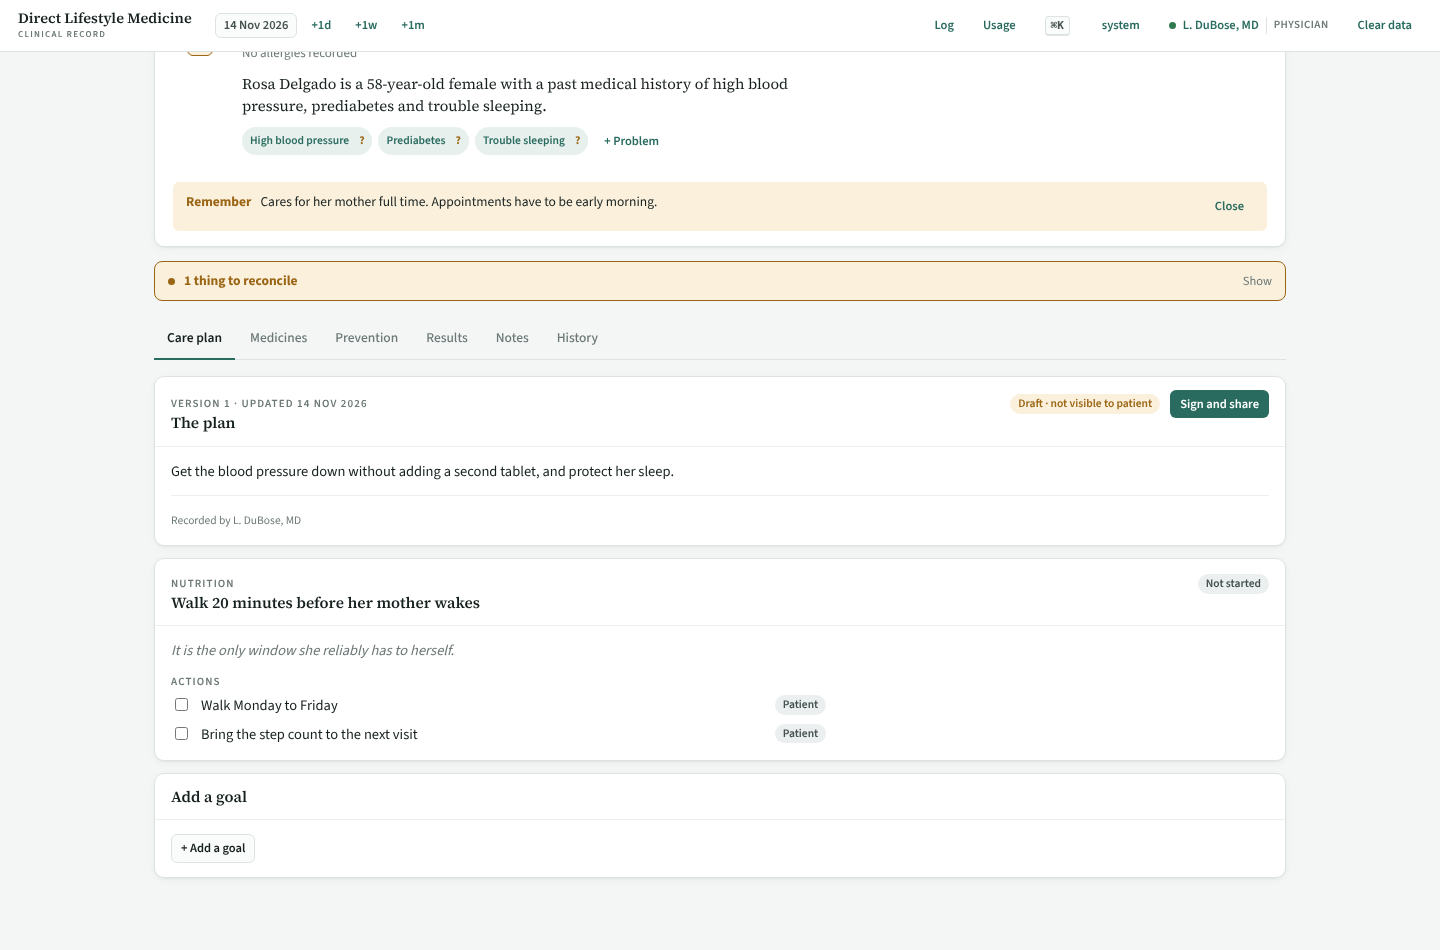 Direct Lifestyle Medicine
CLINICAL RECORD
14 Nov 2026 +1d +1w +1m
Log Usage ⌘K system L. DuBose, MD PHYSICIAN Clear data
No allergies recorded
Rosa Delgado is a 58-year-old female with a past medical history of high blood
pressure, prediabetes and trouble sleeping.
High blood pressure ? Prediabetes ? Trouble sleeping ? + Problem
Remember Cares for her mother full time. Appointments have to be early morning.
Close
1 thing to reconcile Show
Care plan Medicines Prevention Results Notes History
VERSION 1 · UPDATED 14 NOV 2026
The plan
Draft · not visible to patient Sign and share
Get the blood pressure down without adding a second tablet, and protect her sleep.
Recorded by L. DuBose, MD
NUTRITION
Walk 20 minutes before her mother wakes
Not started
It is the only window she reliably has to herself.
ACTIONS
Walk Monday to Friday Patient
Bring the step count to the next visit Patient
Add a goal
+ Add a goal